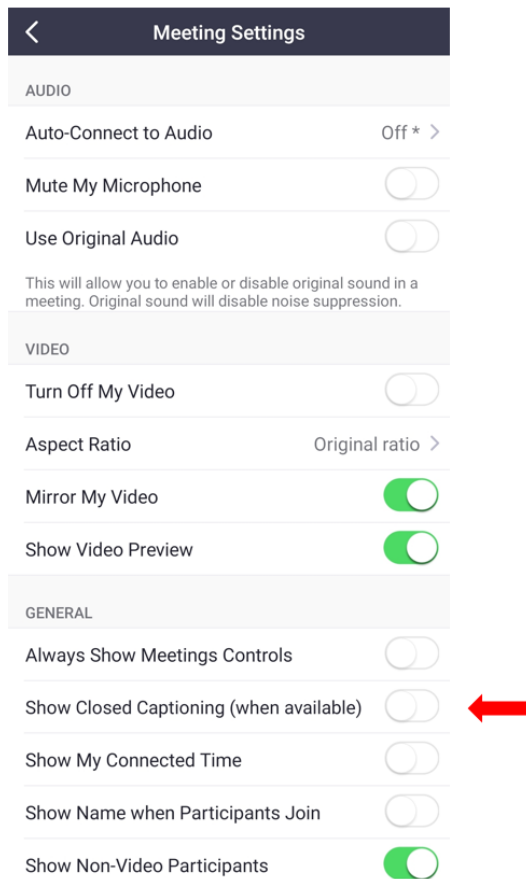 Meeting Settings
AUDIO
Auto-Connect to Audio Off * >
Mute My Microphone
Use Original Audio
This will allow you to enable or disable original sound in a
meeting. Original sound will disable noise suppression.
VIDEO
Turn Off My Video
Aspect Ratio Original ratio >
Mirror My Video
Show Video Preview
GENERAL
Always Show Meetings Controls
Show Closed Captioning (when available)
Show My Connected Time
Show Name when Participants Join
Show Non-Video Participants